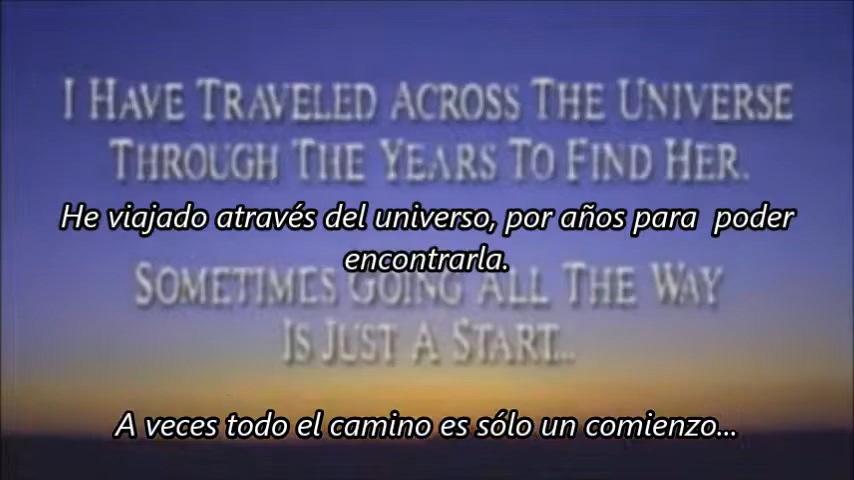 I HAVE TRAVELED ACROSS THE UNIVERSE
THROUGH THE YEARS TO FIND HER.
He viajado através del universo, por años para poder
encontrarla.
SOMETIMES GOING ALL THE WAY
IS JUST A START...
A veces todo el camino es sólo un comienzo...